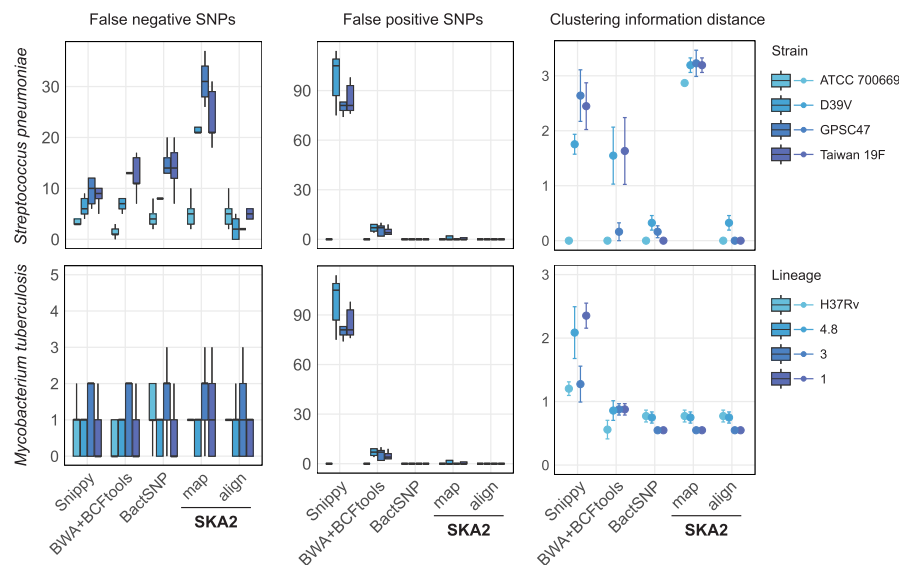 False negative SNPs
False positive SNPs
Clustering information distance
Streptococcus pneumoniae
30
20
10
0
90
60
30
0
3
2
1
0
Strain
ATCC 700669
D39V
GPSC47
Taiwan 19F
Mycobacterium tuberculosis
5
4
3
2
1
0
90
60
30
0
3
2
1
0
Lineage
H37Rv
4.8
3
1
Snippy
BWA+BCFtools
BactSNP
map
align
SKA2
Snippy
BWA+BCFtools
BactSNP
map
align
SKA2
Snippy
BWA+BCFtools
BactSNP
map
align
SKA2